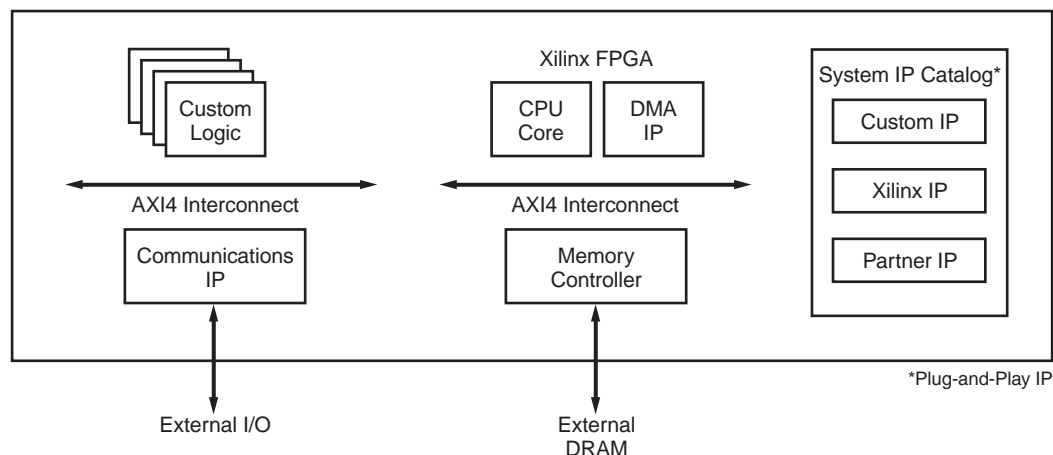 Custom
Logic
Xilinx FPGA
CPU
Core
DMA
IP
AXI4 Interconnect
AXI4 Interconnect
Communications
IP
Memory
Controller
System IP Catalog*
Custom IP
Xilinx IP
Partner IP
*Plug-and-Play IP
External I/O
External
DRAM